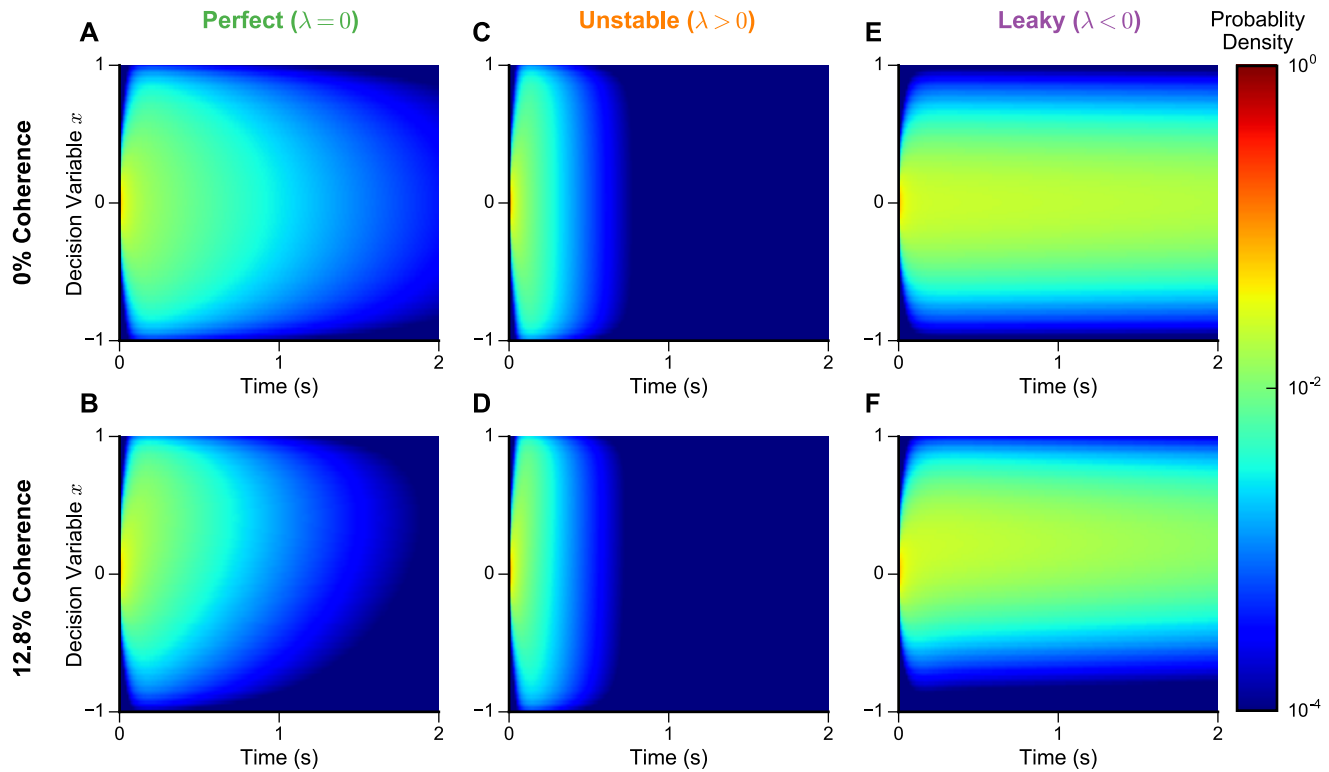 A
Perfect (λ = 0)
C
Unstable (λ > 0)
E
Leaky (λ < 0)
Probablity
Density
0% Coherence
Decision Variable x
1
0
−1
0
1
2
Time (s)
1
0
−1
0
1
2
Time (s)
1
0
−1
0
1
2
Time (s)
10^0
10^-2
10^-4
B
D
F
12.8% Coherence
Decision Variable x
1
0
−1
0
1
2
Time (s)
1
0
−1
0
1
2
Time (s)
1
0
−1
0
1
2
Time (s)